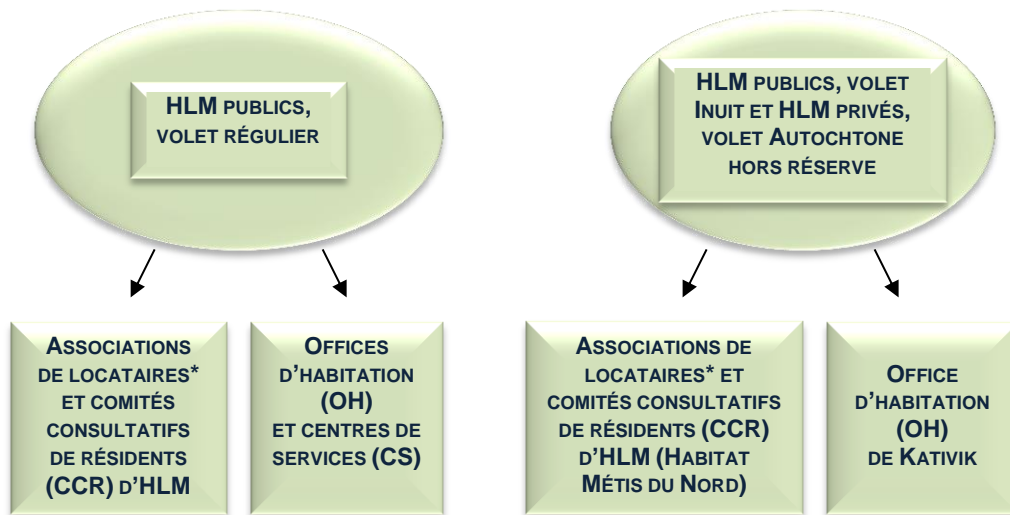 HLM PUBLICS,
VOLET RÉGULIER
HLM PUBLICS, VOLET
INUIT ET HLM PRIVÉS,
VOLET AUTOCHTONE
HORS RÉSERVE
ASSOCIATIONS
DE LOCATAIRES*
ET COMITÉS
CONSULTATIFS
DE RÉSIDENTS
(CCR) D'HLM
OFFICES
D'HABITATION
(OH)
ET CENTRES DE
SERVICES (CS)
ASSOCIATIONS DE
LOCATAIRES* ET
COMITÉS CONSULTATIFS
DE RÉSIDENTS (CCR)
D'HLM (HABITAT
MÉTIS DU NORD)
OFFICE
D'HABITATION
(OH)
DE KATIVIK